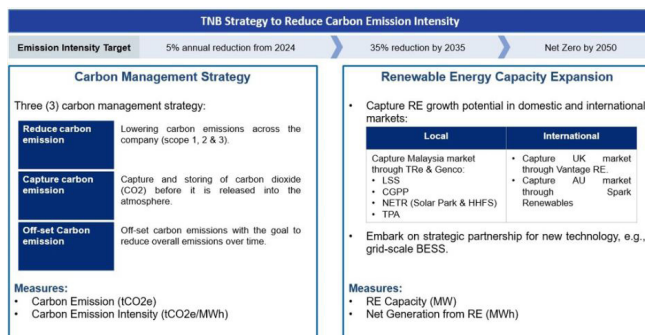 TNB Strategy to Reduce Carbon Emission Intensity
Emission Intensity Target
5% annual reduction from 2024
35% reduction by 2035
Net Zero by 2050
Carbon Management Strategy
Three (3) carbon management strategy:
Reduce carbon
emission
Lowering carbon emissions across the
company (scope 1, 2 & 3).
Capture carbon
emission
Capture and storing of carbon dioxide
(CO2) before it is released into the
atmosphere.
Off-set Carbon
emission
Off-set carbon emissions with the goal to
reduce overall emissions over time.
Measures:
• Carbon Emission (tCO2e)
• Carbon Emission Intensity (tCO2e/MWh)
Renewable Energy Capacity Expansion
• Capture RE growth potential in domestic and international
markets:
Local
Capture Malaysia market
through TRe & Genco:
• LSS
• CGPP
• NETR (Solar Park & HHFS)
• TPA
International
• Capture UK market
through Vantage RE.
• Capture AU market
through Spark
Renewables
• Embark on strategic partnership for new technology, e.g.,
grid-scale BESS.
Measures:
• RE Capacity (MW)
• Net Generation from RE (MWh)